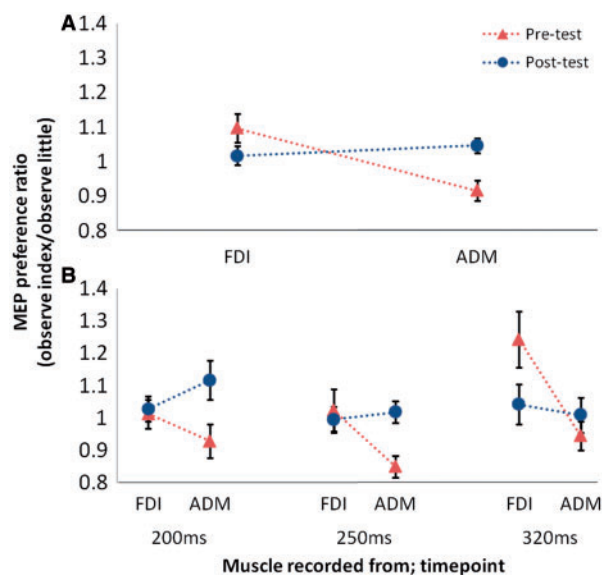 A
1.4
1.3
1.2
1.1
1
0.9
0.8
Pre-test
Post-test
FDI ADM
MEP preference ratio
(observe index/observe little)
B
1.4
1.3
1.2
1.1
1
0.9
0.8
FDI ADM FDI ADM FDI ADM
200ms 250ms 320ms
Muscle recorded from; timepoint